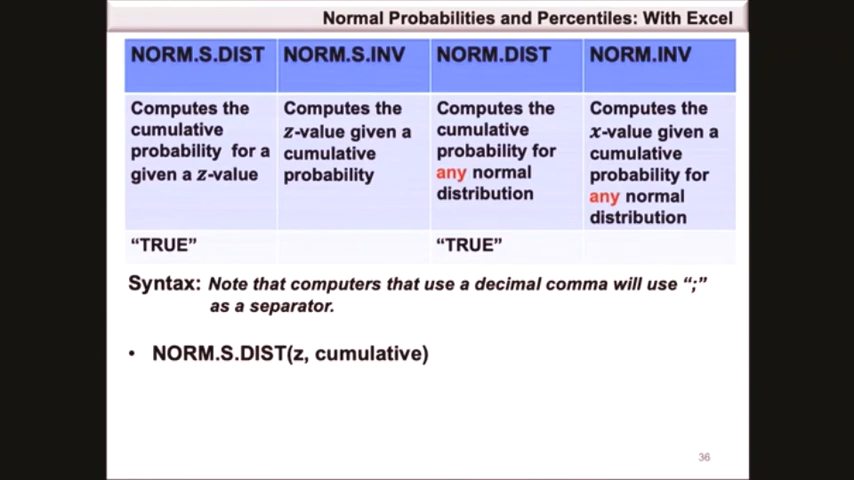 Normal Probabilities and Percentiles: With Excel
NORM.S.DIST
NORM.S.INV
NORM.DIST
NORM.INV
Computes the
cumulative
probability for a
given a z-value
Computes the
z-value given a
cumulative
probability
Computes the
cumulative
probability for
any normal
distribution
Computes the
x-value given a
cumulative
probability for
any normal
distribution
“TRUE”
“TRUE”
Syntax: Note that computers that use a decimal comma will use “;”
as a separator.
• NORM.S.DIST(z, cumulative)
36